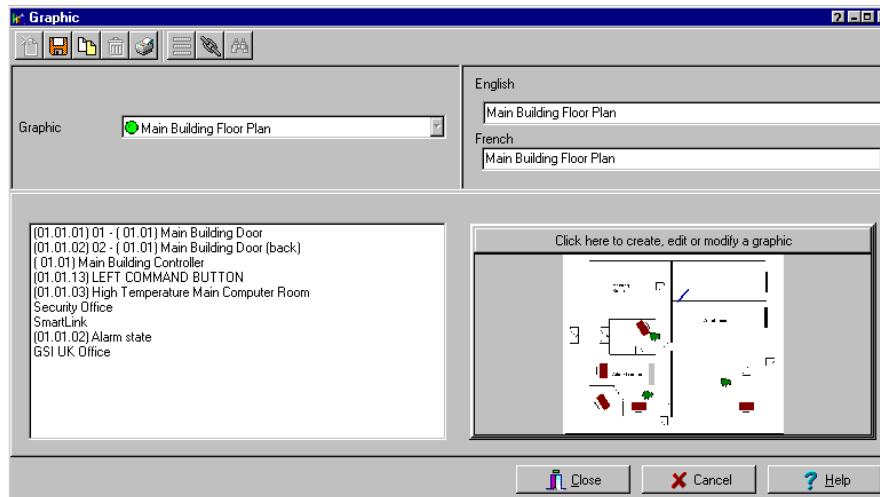 Graphic
English
Graphic
Main Building Floor Plan
Main Building Floor Plan
French
Main Building Floor Plan
(01.01.01) 01 - ( 01.01) Main Building Door
(01.01.02) 02 - ( 01.01) Main Building Door (back)
( 01.01) Main Building Controller
(01.01.13) LEFT COMMAND BUTTON
(01.01.03) High Temperature Main Computer Room
Security Office
SmartLink
(01.01.02) Alarm state
GSI UK Office
Click here to create, edit or modify a graphic
Close
Cancel
Help